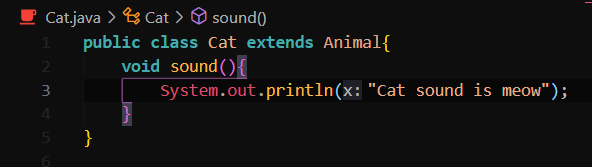 Cat.java > Cat > sound()
1 public class Cat extends Animal{
2 void sound(){
3 System.out.println(x:"Cat sound is meow");
4 }
5 }
6